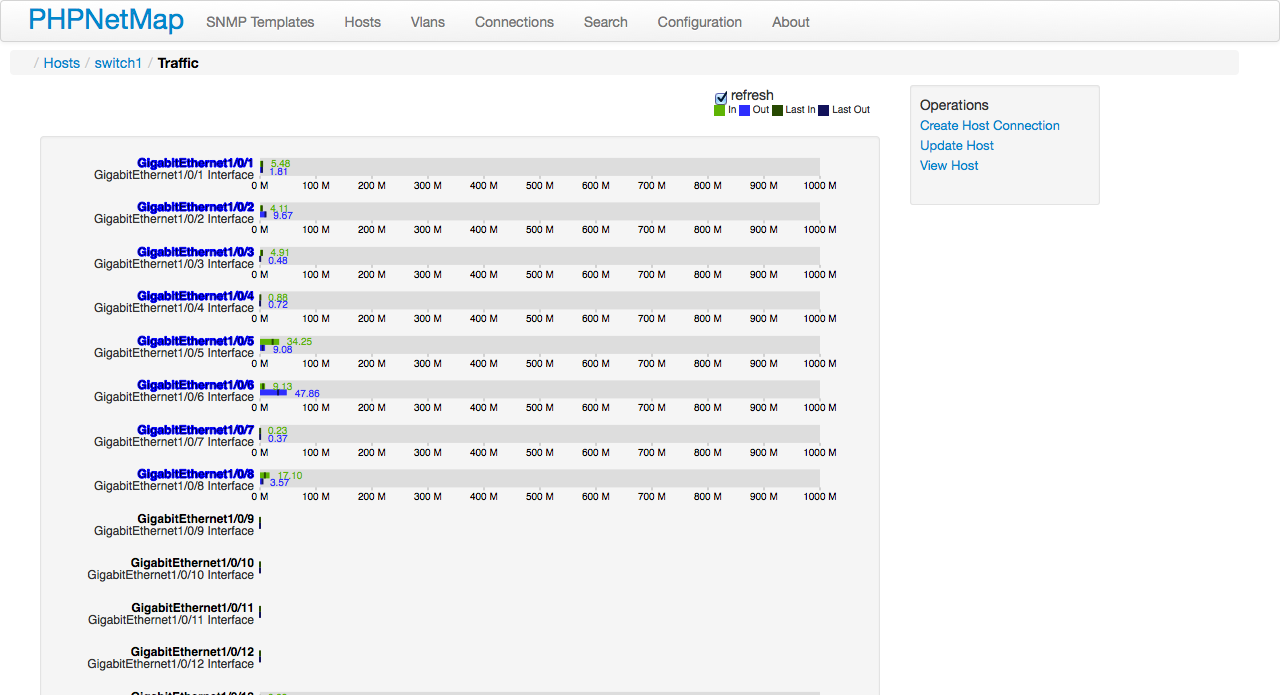 PHPNetMap SNMP Templates Hosts Vlans Connections Search Configuration About
/ Hosts / switch1 / Traffic
refresh
In Out Last In Last Out
Operations
Create Host Connection
Update Host
View Host
GigabitEthernet1/0/1 5.48
GigabitEthernet1/0/1 Interface 1.81
0 M 100 M 200 M 300 M 400 M 500 M 600 M 700 M 800 M 900 M 1000 M
GigabitEthernet1/0/2 4.11
GigabitEthernet1/0/2 Interface 9.67
0 M 100 M 200 M 300 M 400 M 500 M 600 M 700 M 800 M 900 M 1000 M
GigabitEthernet1/0/3 4.91
GigabitEthernet1/0/3 Interface 0.48
0 M 100 M 200 M 300 M 400 M 500 M 600 M 700 M 800 M 900 M 1000 M
GigabitEthernet1/0/4 0.88
GigabitEthernet1/0/4 Interface 0.72
0 M 100 M 200 M 300 M 400 M 500 M 600 M 700 M 800 M 900 M 1000 M
GigabitEthernet1/0/5 34.25
GigabitEthernet1/0/5 Interface 9.08
0 M 100 M 200 M 300 M 400 M 500 M 600 M 700 M 800 M 900 M 1000 M
GigabitEthernet1/0/6 9.13
GigabitEthernet1/0/6 Interface 47.86
0 M 100 M 200 M 300 M 400 M 500 M 600 M 700 M 800 M 900 M 1000 M
GigabitEthernet1/0/7 0.23
GigabitEthernet1/0/7 Interface 0.37
0 M 100 M 200 M 300 M 400 M 500 M 600 M 700 M 800 M 900 M 1000 M
GigabitEthernet1/0/8 17.10
GigabitEthernet1/0/8 Interface 3.57
0 M 100 M 200 M 300 M 400 M 500 M 600 M 700 M 800 M 900 M 1000 M
GigabitEthernet1/0/9
GigabitEthernet1/0/9 Interface
GigabitEthernet1/0/10
GigabitEthernet1/0/10 Interface
GigabitEthernet1/0/11
GigabitEthernet1/0/11 Interface
GigabitEthernet1/0/12
GigabitEthernet1/0/12 Interface